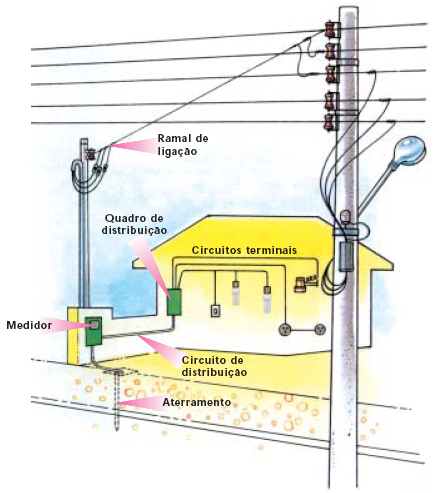 Ramal de
ligação
Quadro de
distribuição
Circuitos terminais
Medidor
Circuito de
distribuição
Aterramento